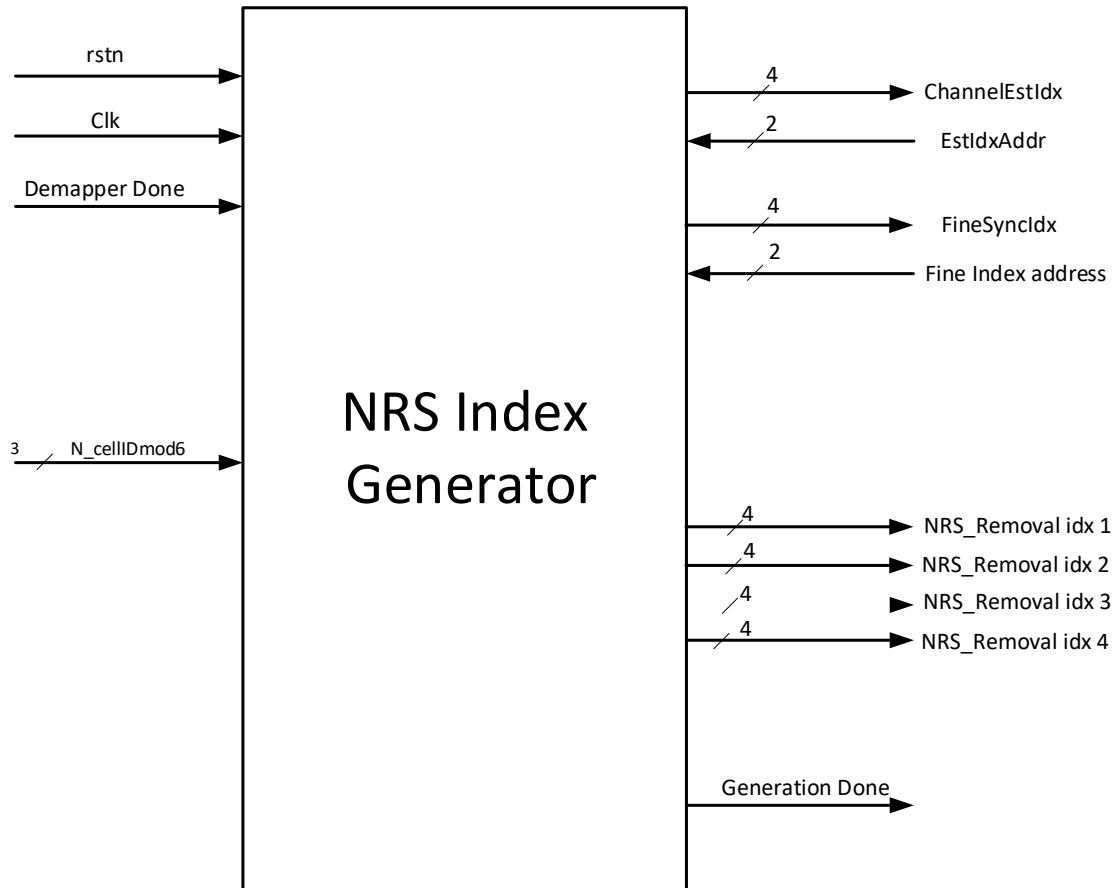 rstn
Clk
Demapper Done
3
N_cellIDmod6
NRS Index
Generator
4
ChannelEstIdx
2
EstIdxAddr
4
FineSyncIdx
2
Fine Index address
4
NRS_Removal idx 1
4
NRS_Removal idx 2
4
NRS_Removal idx 3
4
NRS_Removal idx 4
Generation Done